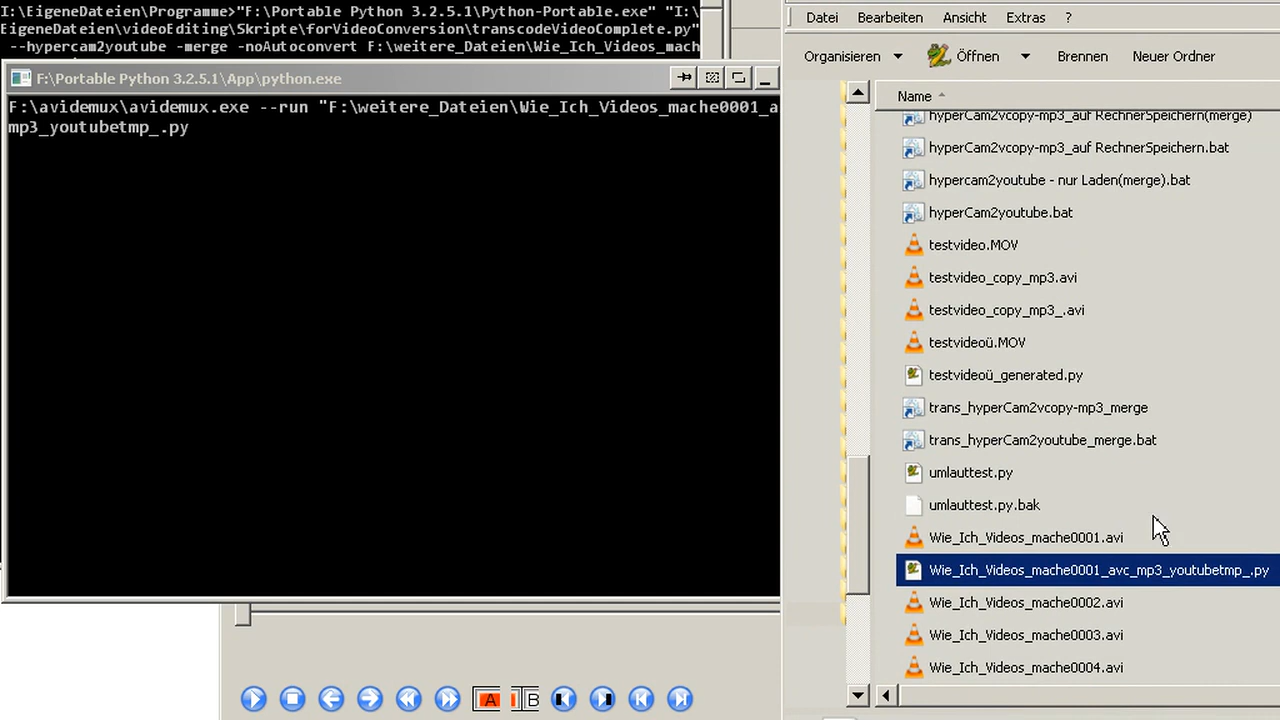 I:\EigeneDateien\Programme>"F:\Portable Python 3.2.5.1\Python-Portable.exe" "I:\
EigeneDateien\videoEditing\Skripte\forVideoConversion\transcodeVideoComplete.py"
--hypercam2youtube -merge -noAutoconvert F:\weitere_Dateien\Wie_Ich_Videos_mach
F:\Portable Python 3.2.5.1\App\python.exe
F:\avidemux\avidemux.exe --run "F:\weitere_Dateien\Wie_Ich_Videos_mache0001_a
mp3_youtubetmp_.py
A
B
Datei Bearbeiten Ansicht Extras ?
Organisieren Öffnen Brennen Neuer Ordner
Name
hyperCam2vcopy-mp3_auf RechnerSpeichern(merge)
hyperCam2vcopy-mp3_auf RechnerSpeichern.bat
hypercam2youtube - nur Laden(merge).bat
hyperCam2youtube.bat
testvideo.MOV
testvideo_copy_mp3.avi
testvideo_copy_mp3_.avi
testvideoü.MOV
testvideoü_generated.py
trans_hyperCam2vcopy-mp3_merge
trans_hyperCam2youtube_merge.bat
umlauttest.py
umlauttest.py.bak
Wie_Ich_Videos_mache0001.avi
Wie_Ich_Videos_mache0001_avc_mp3_youtubetmp_.py
Wie_Ich_Videos_mache0002.avi
Wie_Ich_Videos_mache0003.avi
Wie_Ich_Videos_mache0004.avi